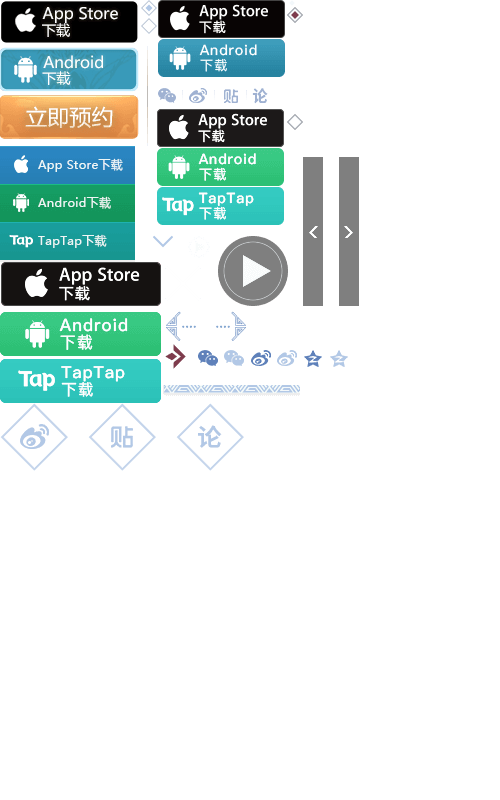 App Store
下载
Android
下载
立即预约
App Store下载
Android下载
TapTap下载
App Store
下载
Android
下载
Tap TapTap
下载
App Store
下载
Android
下载
贴 论
App Store
下载
Android
下载
Tap TapTap
下载
贴 论